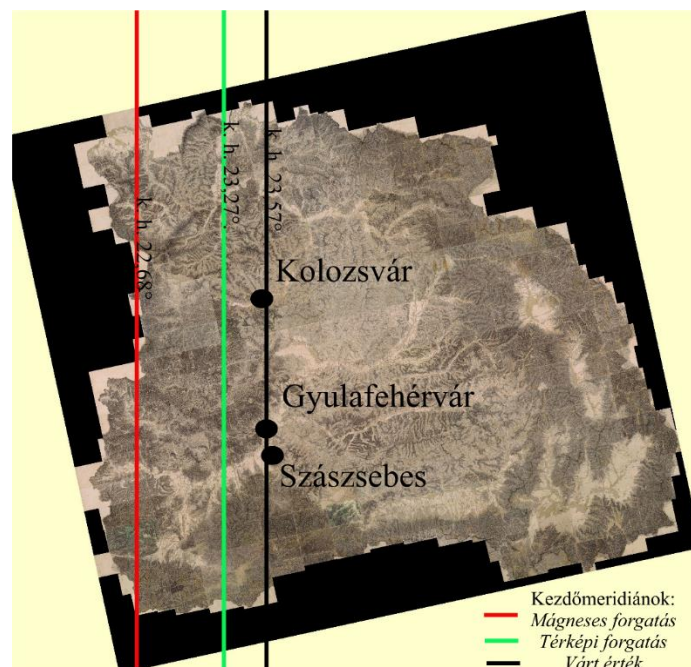 k. h. 22,68°
k. h. 23,27°
k. h. 23,57°
Kolozsvár
Gyulafehérvár
Szászsebes
Kezdőmeridiánok:
Mágneses forgatás
Térképi forgatás
Várt érték